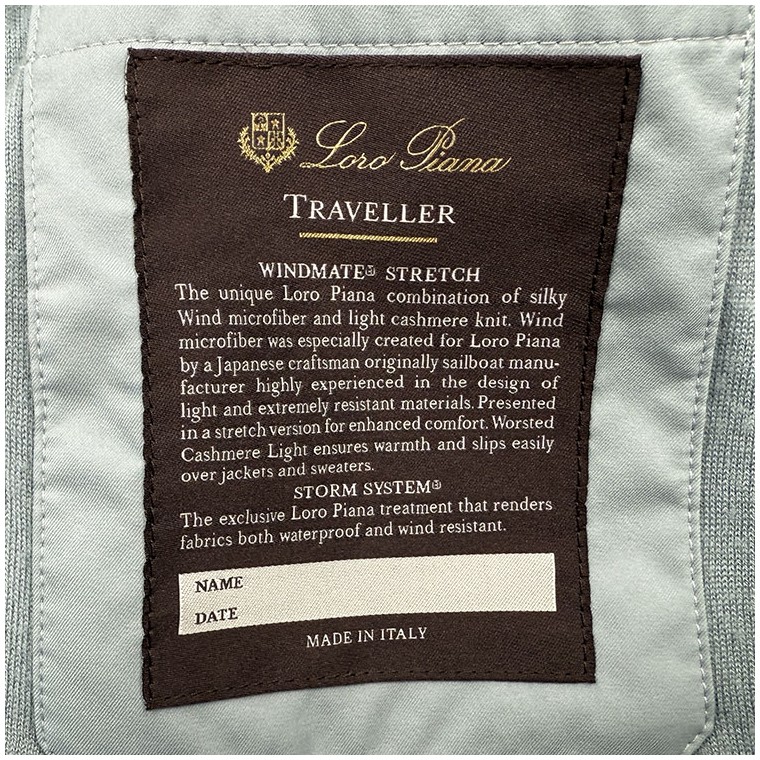 Loro Piana
TRAVELLER
WINDMATE® STRETCH
The unique Loro Piana combination of silky
Wind microfiber and light cashmere knit. Wind
microfiber was especially created for Loro Piana
by a Japanese craftsman originally sailboat manu-
facturer highly experienced in the design of
light and extremely resistant materials. Presented
in a stretch version for enhanced comfort. Worsted
Cashmere Light ensures warmth and slips easily
over jackets and sweaters.
STORM SYSTEM®
The exclusive Loro Piana treatment that renders
fabrics both waterproof and wind resistant.
NAME
DATE
MADE IN ITALY